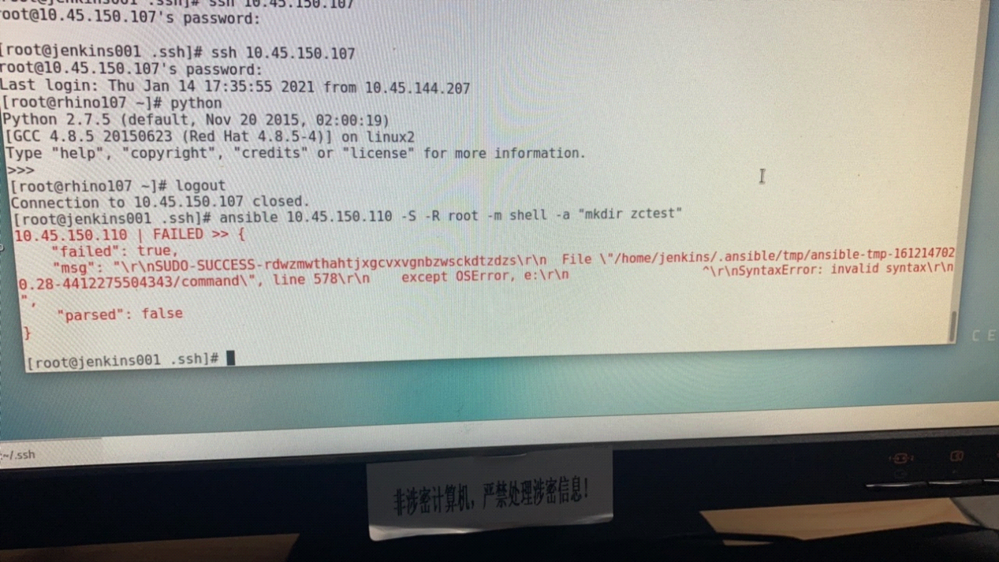 ssh 10.45.150.107
root@10.45.150.107's password:
[root@jenkins001 .ssh]# ssh 10.45.150.107
root@10.45.150.107's password:
Last login: Thu Jan 14 17:35:55 2021 from 10.45.144.207
[root@rhino107 ~]# python
Python 2.7.5 (default, Nov 20 2015, 02:00:19)
[GCC 4.8.5 20150623 (Red Hat 4.8.5-4)] on linux2
Type "help", "copyright", "credits" or "license" for more information.
>>>
[root@rhino107 ~]# logout
Connection to 10.45.150.107 closed.
[root@jenkins001 .ssh]# ansible 10.45.150.110 -S -R root -m shell -a "mkdir zctest"
10.45.150.110 | FAILED >> {
"failed": true,
"msg": "\r\nSUDO-SUCCESS-rdwzmwthahtjxgcvxvgnbzwsckdtzdzs\r\n  File \"/home/jenkins/.ansible/tmp/ansible-tmp-161214702
0.28-4412275504343/command\", line 578\r\n    except OSError, e:\r\n                 ^\r\nSyntaxError: invalid syntax\r\n
",
"parsed": false
}
[root@jenkins001 .ssh]#
C E
:~/.ssh
非涉密计算机，严禁处理涉密信息！